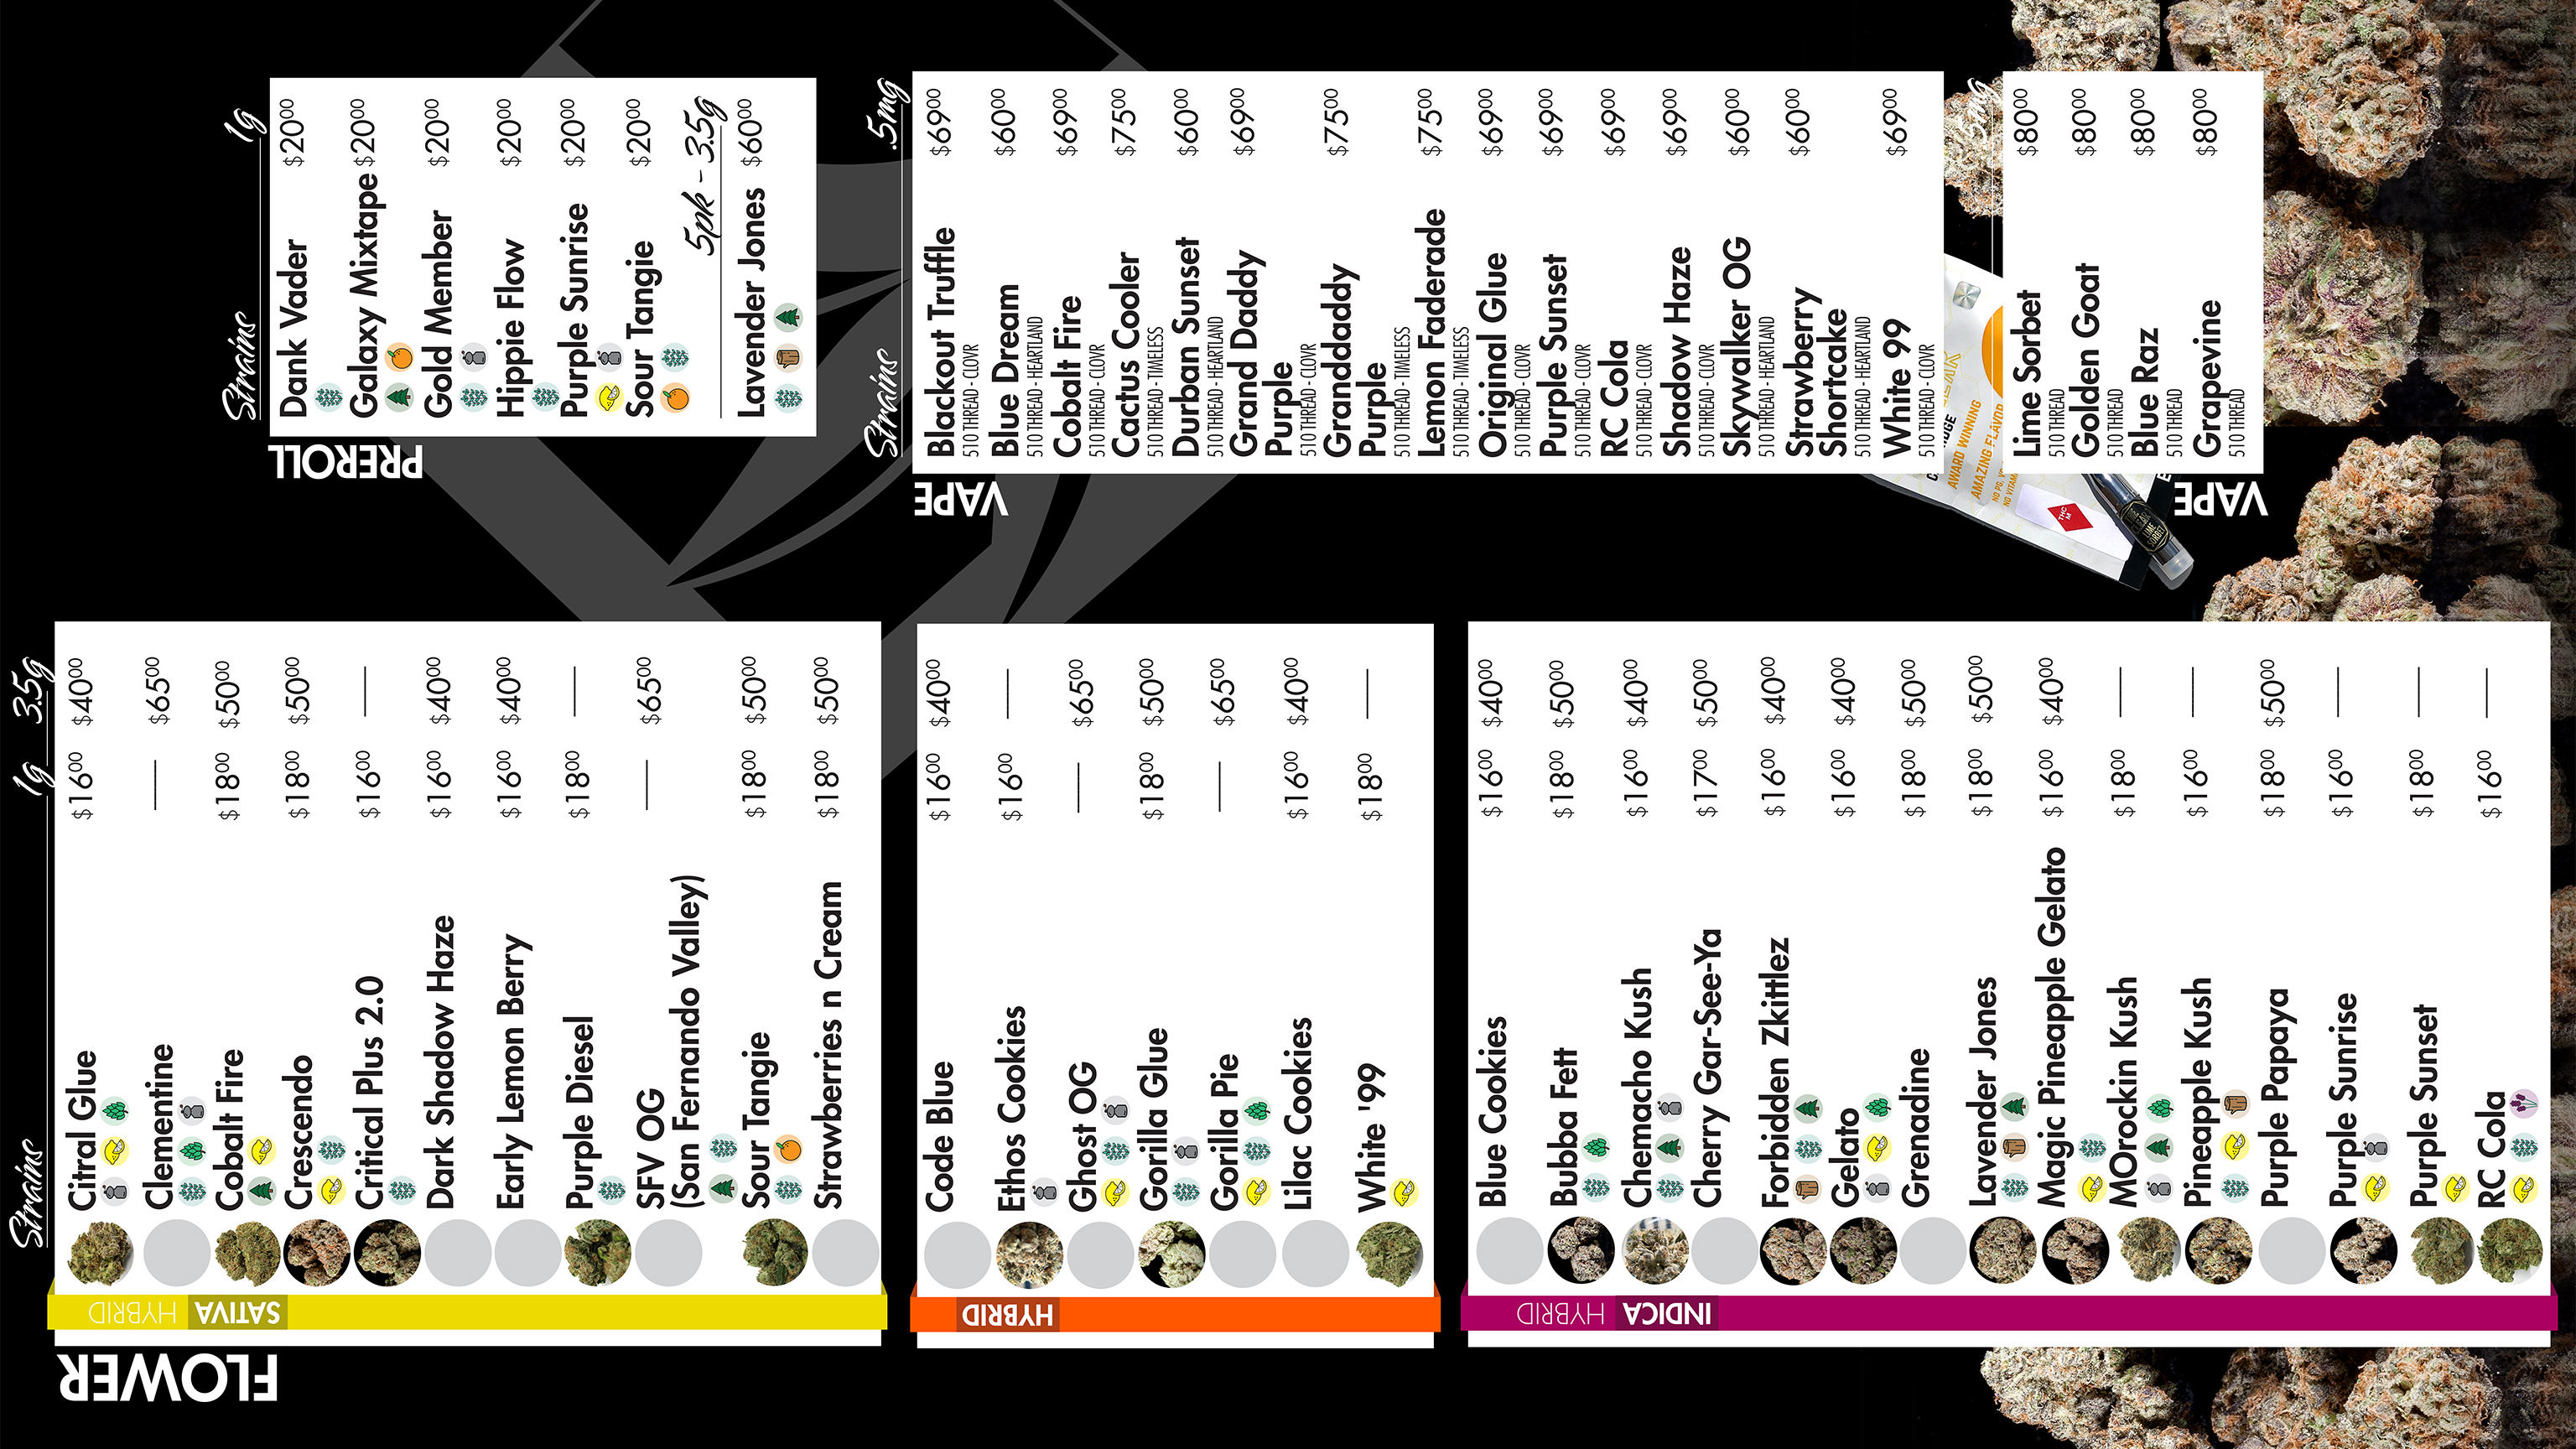 FLOWER
Strains 1g 3.5g
SATIVA HYBRID
Citral Glue $16.00 $40.00
Clementine — $65.00
Cobalt Fire $18.00 $50.00
Crescendo $18.00 $50.00
Critical Plus 2.0 $16.00 —
Dark Shadow Haze $16.00 $40.00
Early Lemon Berry $16.00 $40.00
Purple Diesel $18.00 —
SFV OG — $65.00
(San Fernando Valley)
Sour Tangie $18.00 $50.00
Strawberries n Cream $18.00 $50.00
HYBRID
Code Blue $16.00 $40.00
Ethos Cookies $16.00 —
Ghost OG — $65.00
Gorilla Glue $18.00 $50.00
Gorilla Pie — $65.00
Lilac Cookies $16.00 $40.00
White '99 $18.00 —
INDICA HYBRID
Blue Cookies $16.00 $40.00
Bubba Fett $18.00 $50.00
Chemacho Kush $16.00 $40.00
Cherry Gar-See-Ya $17.00 $50.00
Forbidden Zkittlez $16.00 $40.00
Gelato $16.00 $40.00
Grenadine $18.00 $50.00
Lavender Jones $18.00 $50.00
Magic Pineapple Gelato $16.00 $40.00
MOrockin Kush $18.00 —
Pineapple Kush $16.00 —
Purple Papaya $18.00 $50.00
Purple Sunrise $16.00 —
Purple Sunset $18.00 —
RC Cola $16.00 —
PREROLL
Strains 1g
Dank Vader $20.00
Galaxy Mixtape $20.00
Gold Member $20.00
Hippie Flow $20.00
Purple Sunrise $20.00
Sour Tangie $20.00
5pk - 3.5g
Lavender Jones $60.00
VAPE
Strains .5mg
Blackout Truffle $69.00
510 THREAD - CLOVR
Blue Dream $60.00
510 THREAD - HEARTLAND
Cobalt Fire $69.00
510 THREAD - CLOVR
Cactus Cooler $75.00
510 THREAD - TIMELESS
Durban Sunset $60.00
510 THREAD - HEARTLAND
Grand Daddy $69.00
Purple
510 THREAD - CLOVR
Granddaddy $75.00
Purple
510 THREAD - TIMELESS
Lemon Faderade $75.00
510 THREAD - TIMELESS
Original Glue $69.00
510 THREAD - CLOVR
Purple Sunset $69.00
510 THREAD - CLOVR
RC Cola $69.00
510 THREAD - CLOVR
Shadow Haze $69.00
510 THREAD - CLOVR
Skywalker OG $60.00
510 THREAD - HEARTLAND
Strawberry $60.00
Shortcake
510 THREAD - HEARTLAND
White 99 $69.00
510 THREAD - CLOVR
VAPE
.5mg
Lime Sorbet $80.00
510 THREAD
Golden Goat $80.00
510 THREAD
Blue Raz $80.00
510 THREAD
Grapevine $80.00
510 THREAD
AWARD WINNING
AMAZING FLAVOR
THC
M
LIME
SORBET